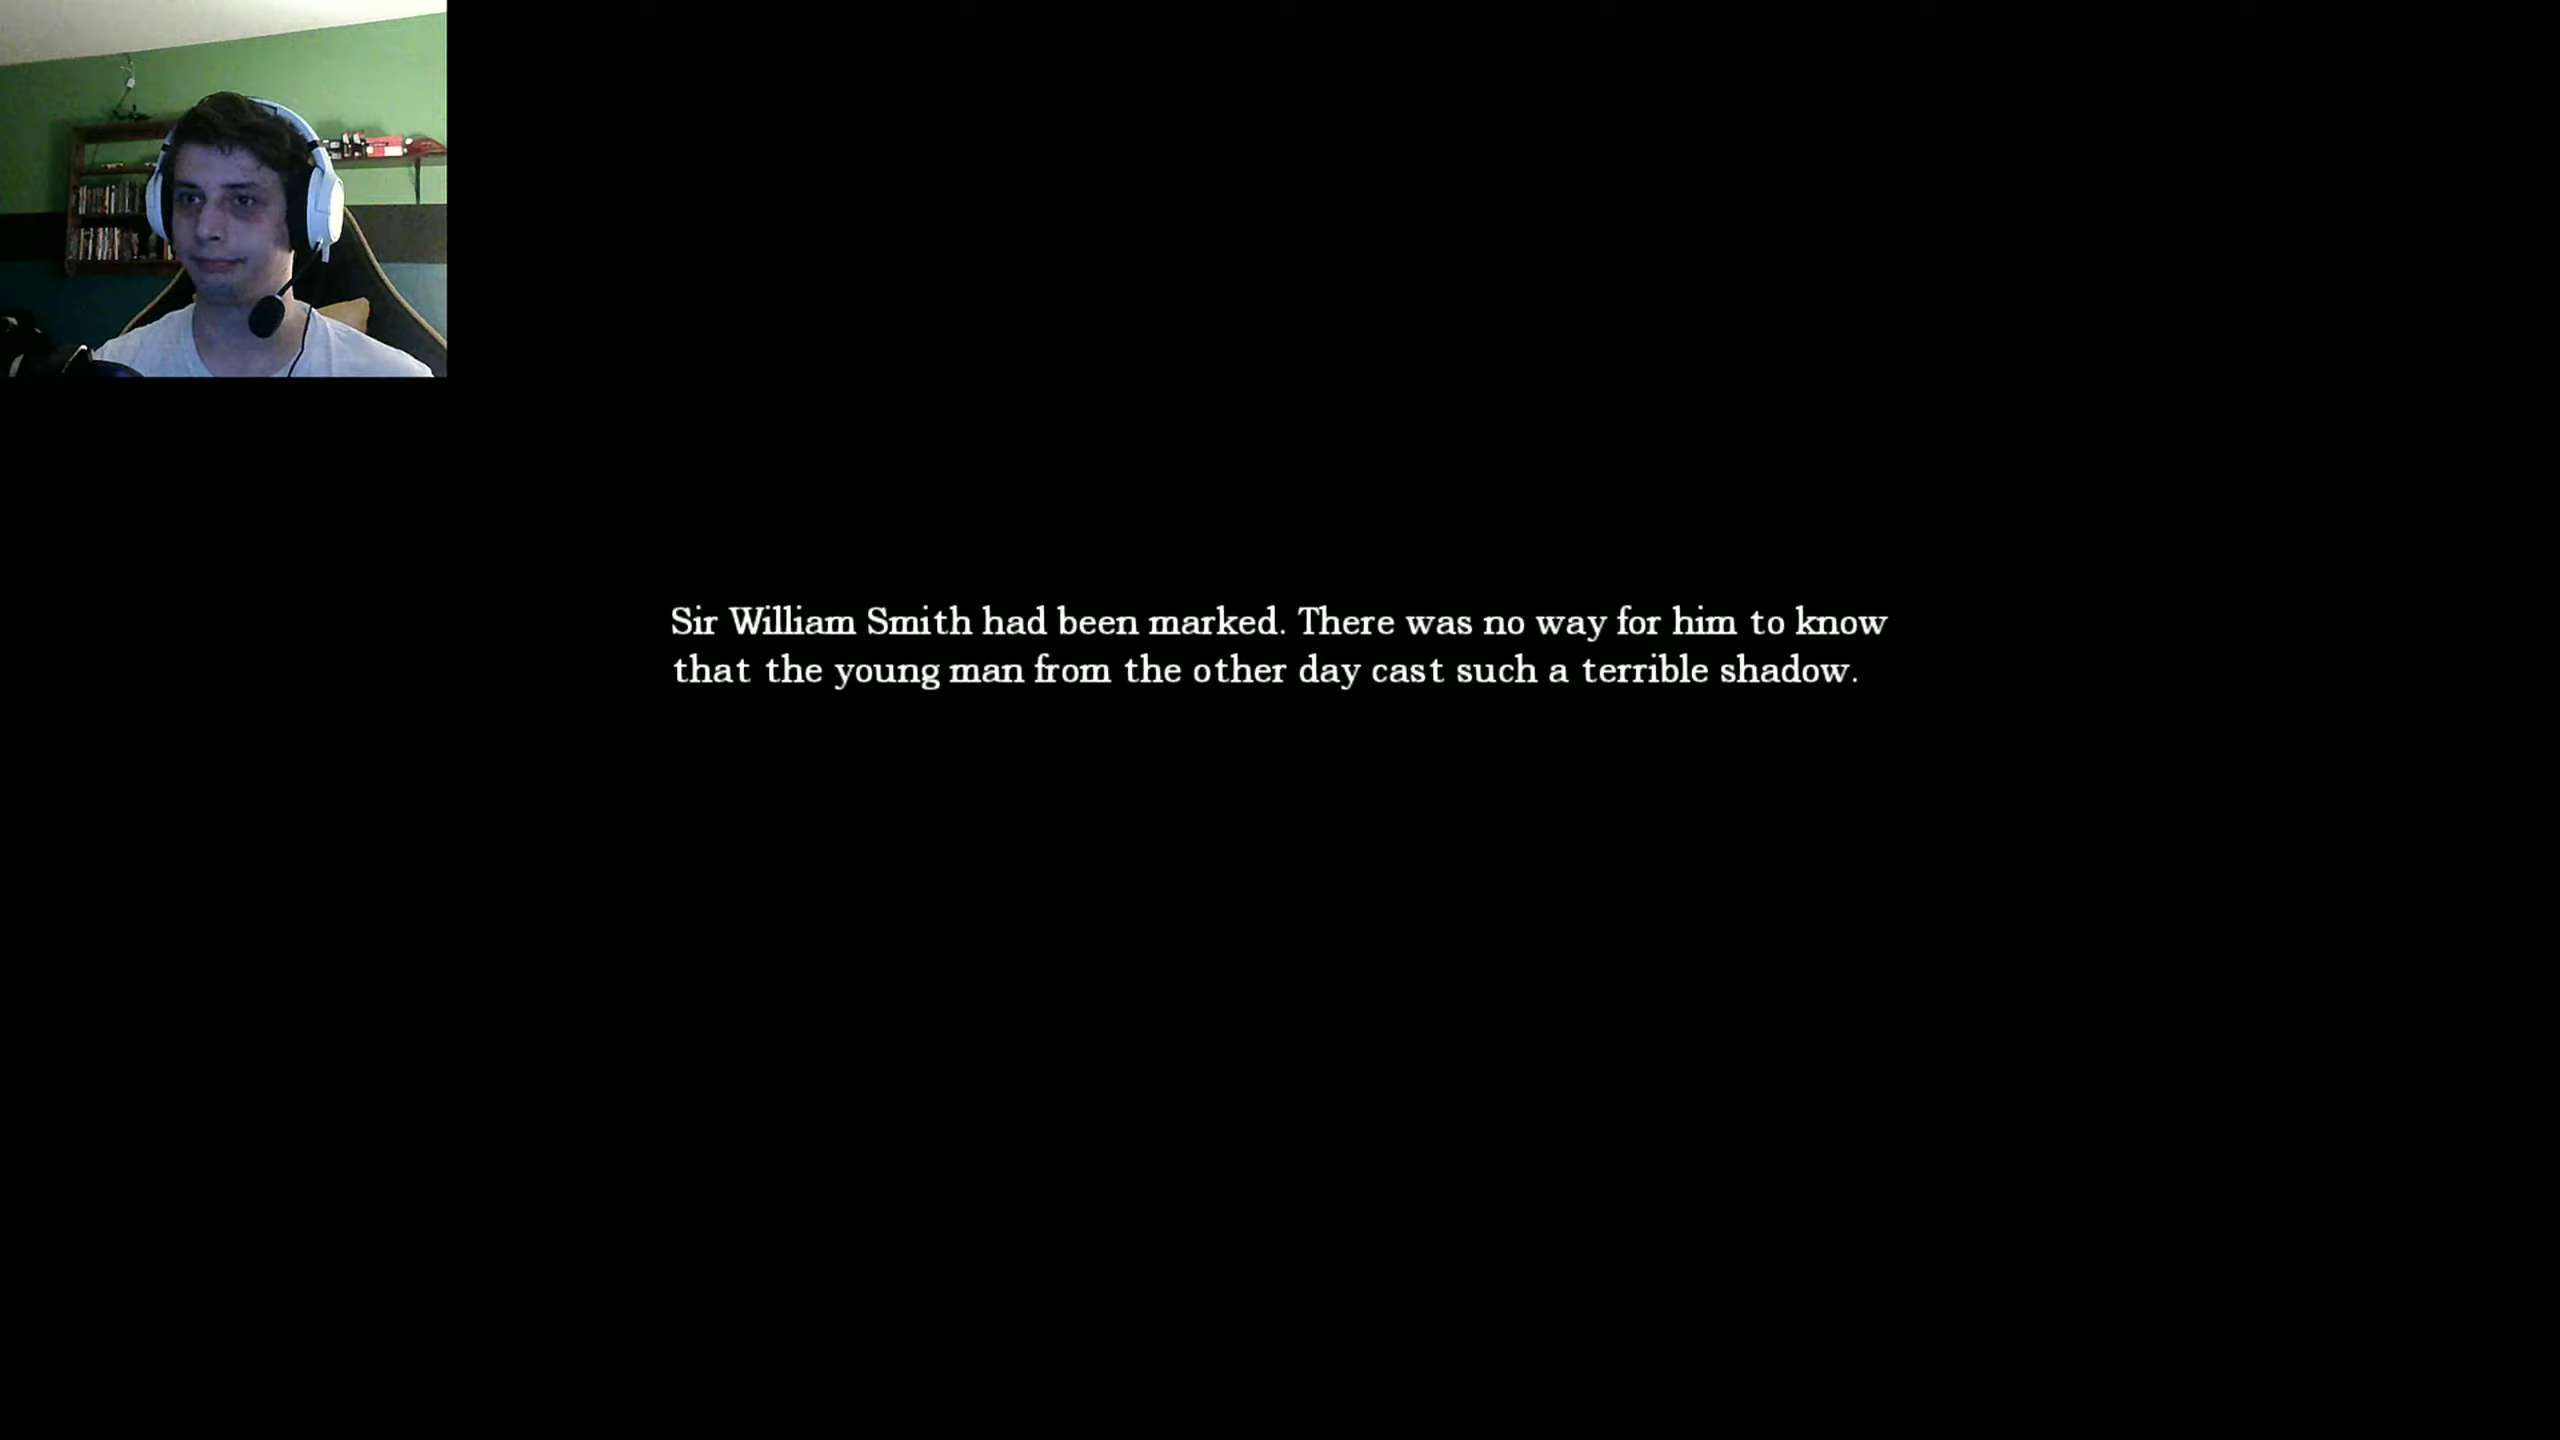 Sir William Smith had been marked. There was no way for him to know
that the young man from the other day cast such a terrible shadow.